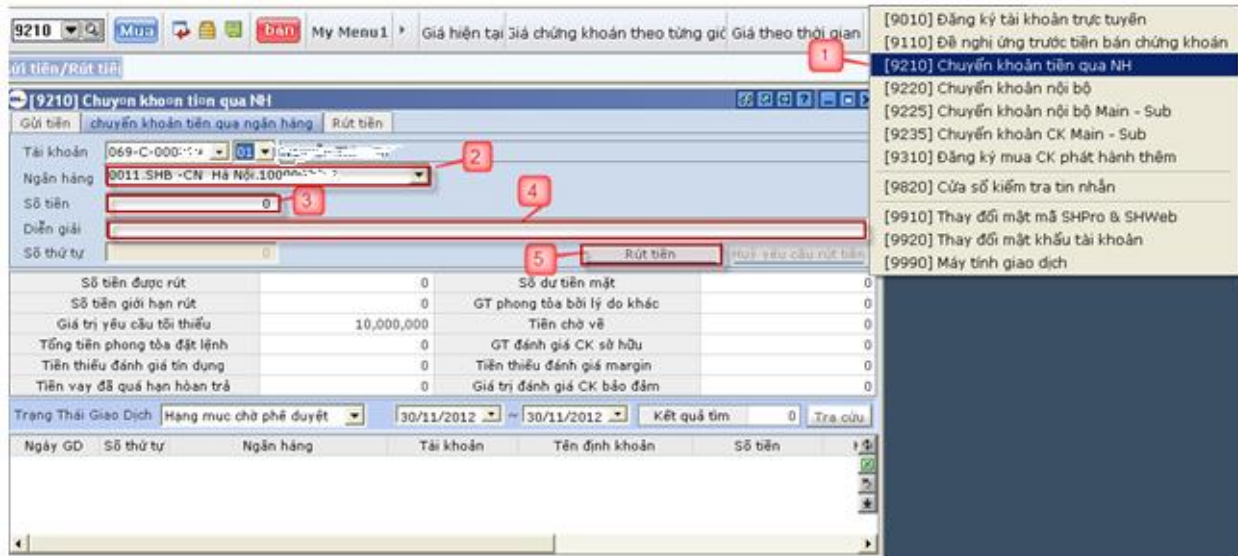 9210 Mua bán My Menu1 Giá hiện tại Giá chứng khoán theo từng giờ Giá theo thời gian
Gửi tiền/Rút tiền
[9010] Đăng ký tài khoản trực tuyến
[9110] Đề nghị ứng trước tiền bán chứng khoán
1
[9210] Chuyển khoản tiền qua NH
[9220] Chuyển khoản nội bộ
[9225] Chuyển khoản nội bộ Main - Sub
[9235] Chuyển khoản CK Main - Sub
[9310] Đăng ký mua CK phát hành thêm
[9820] Cửa sổ kiểm tra tin nhắn
[9910] Thay đổi mật mã SHPro & SHWeb
[9920] Thay đổi mật khẩu tài khoản
[9990] Máy tính giao dịch
[9210] Chuyon khoon tion qua NH
Gửi tiền chuyển khoản tiền qua ngân hàng Rút tiền
Tài khoản 069-C-000 01
Ngân hàng 0011.SHB -CN Hà Nội.1000 2
Số tiền 0 3
4
Diễn giải
Số thứ tự 0 5 Rút tiền Huỷ yêu cầu rút tiền
Số tiền được rút 0 Số dư tiền mặt 0
Số tiền giới hạn rút 0 GT phong tỏa bởi lý do khác 0
Giá trị yêu cầu tối thiếu 10,000,000 Tiền chờ về 0
Tổng tiền phong tỏa đặt lệnh 0 GT đánh giá CK sở hữu 0
Tiền thiếu đánh giá tín dụng 0 Tiền thiếu đánh giá margin 0
Tiền vay đã quá hạn hòan trả 0 Giá trị đánh giá CK bảo đảm 0
Trạng Thái Giao Dịch Hạng mục chờ phê duyệt 30/11/2012 ~ 30/11/2012 Kết quả tìm 0 Tra cứu
Ngày GD Số thứ tự Ngân hàng Tài khoản Tên định khoản Số tiền